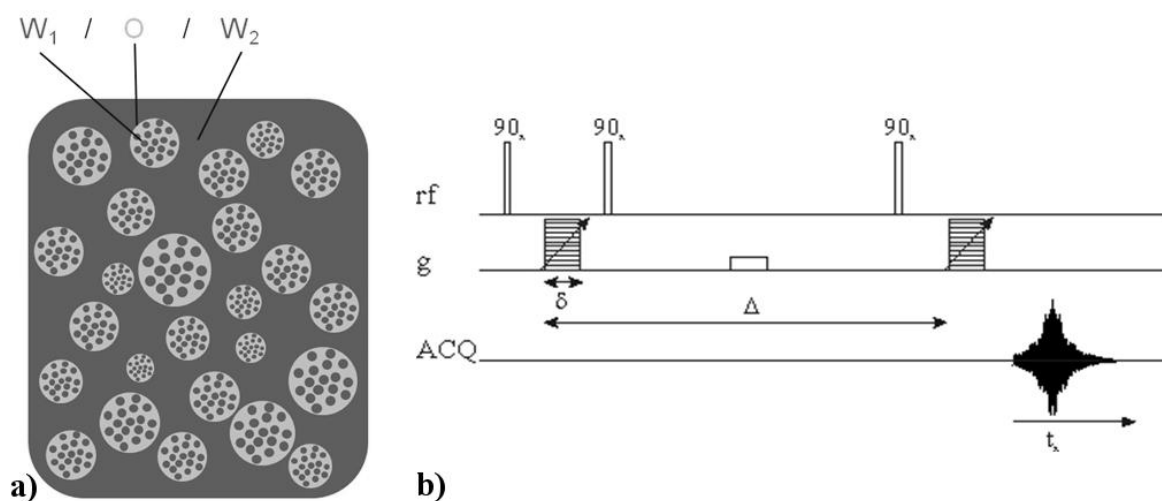 W₁ / O / W₂
a)
90ₓ 90ₓ 90ₓ
rf
g
δ
Δ
ACQ
tₓ
b)